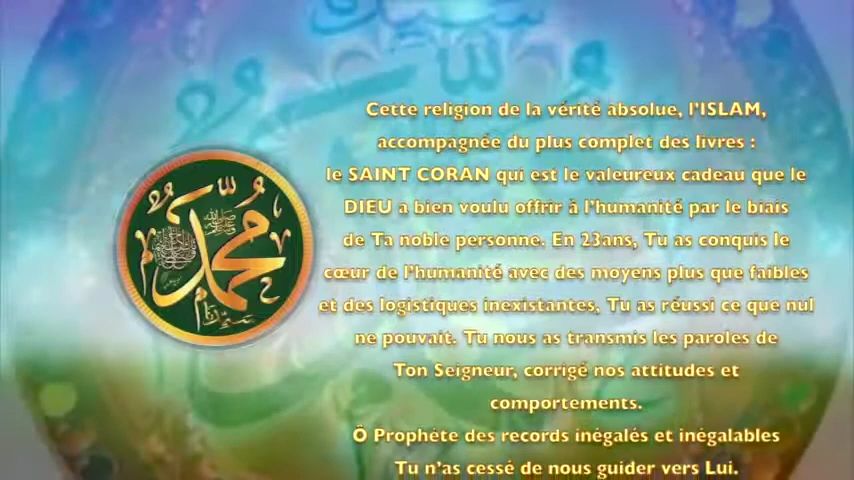 محمد
Cette religion de la vérité absolue, l'ISLAM,
accompagnée du plus complet des livres :
le SAINT CORAN qui est le valeureux cadeau que le
DIEU a bien voulu offrir à l'humanité par le biais
de Ta noble personne. En 23ans, Tu as conquis le
cœur de l'humanité avec des moyens plus que faibles
et des logistiques inexistantes, Tu as réussi ce que nul
ne pouvait. Tu nous as transmis les paroles de
Ton Seigneur, corrigé nos attitudes et
comportements.
Ô Prophète des records inégalés et inégalables
Tu n'as cessé de nous guider vers Lui.